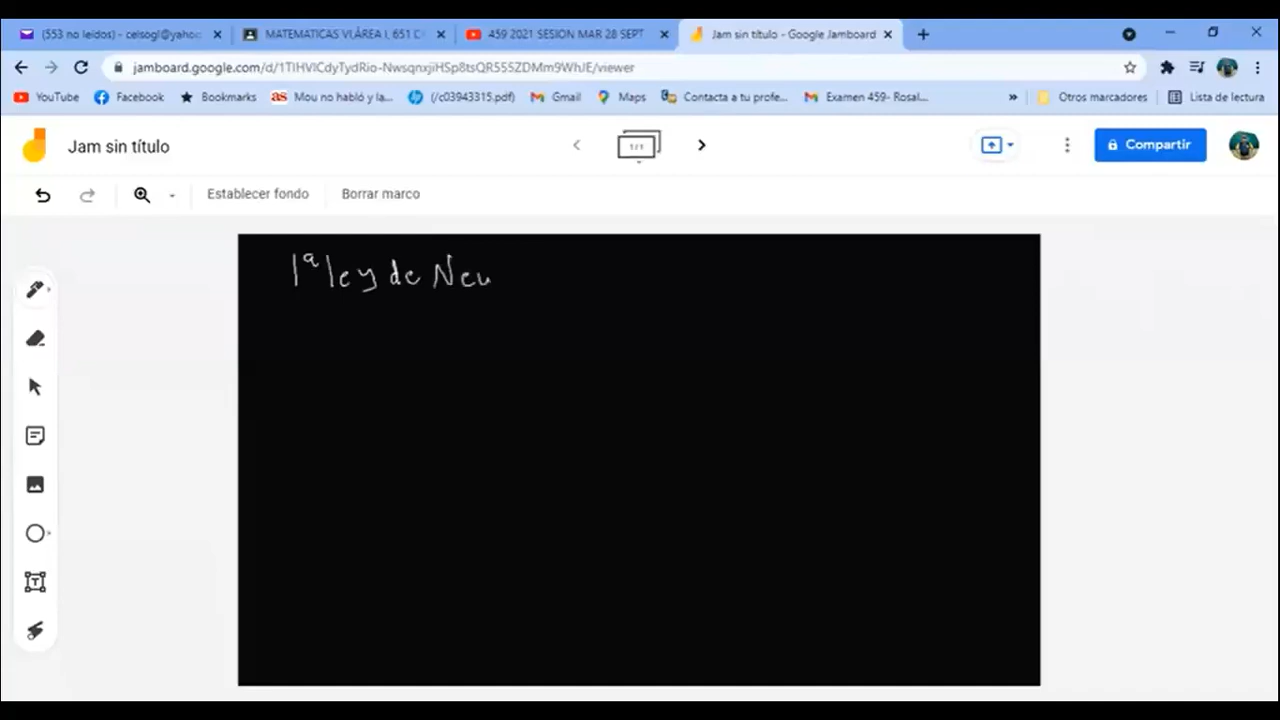 (553 no leídos) - celsogl@yahoo
MATEMATICAS VI,ÁREA I, 651 C
459 2021 SESION MAR 28 SEPT
Jam sin título - Google Jamboard
jamboard.google.com/d/
/viewer
YouTube
Facebook
Bookmarks
Mou no habló y la...
(/c03943315.pdf)
Gmail
Maps
Contacta a tu profe...
Examen 459- Rosal...
»
Otros marcadores
Lista de lectura
Jam sin título
1/1
Compartir
Establecer fondo
Borrar marco
1ª ley de Neu